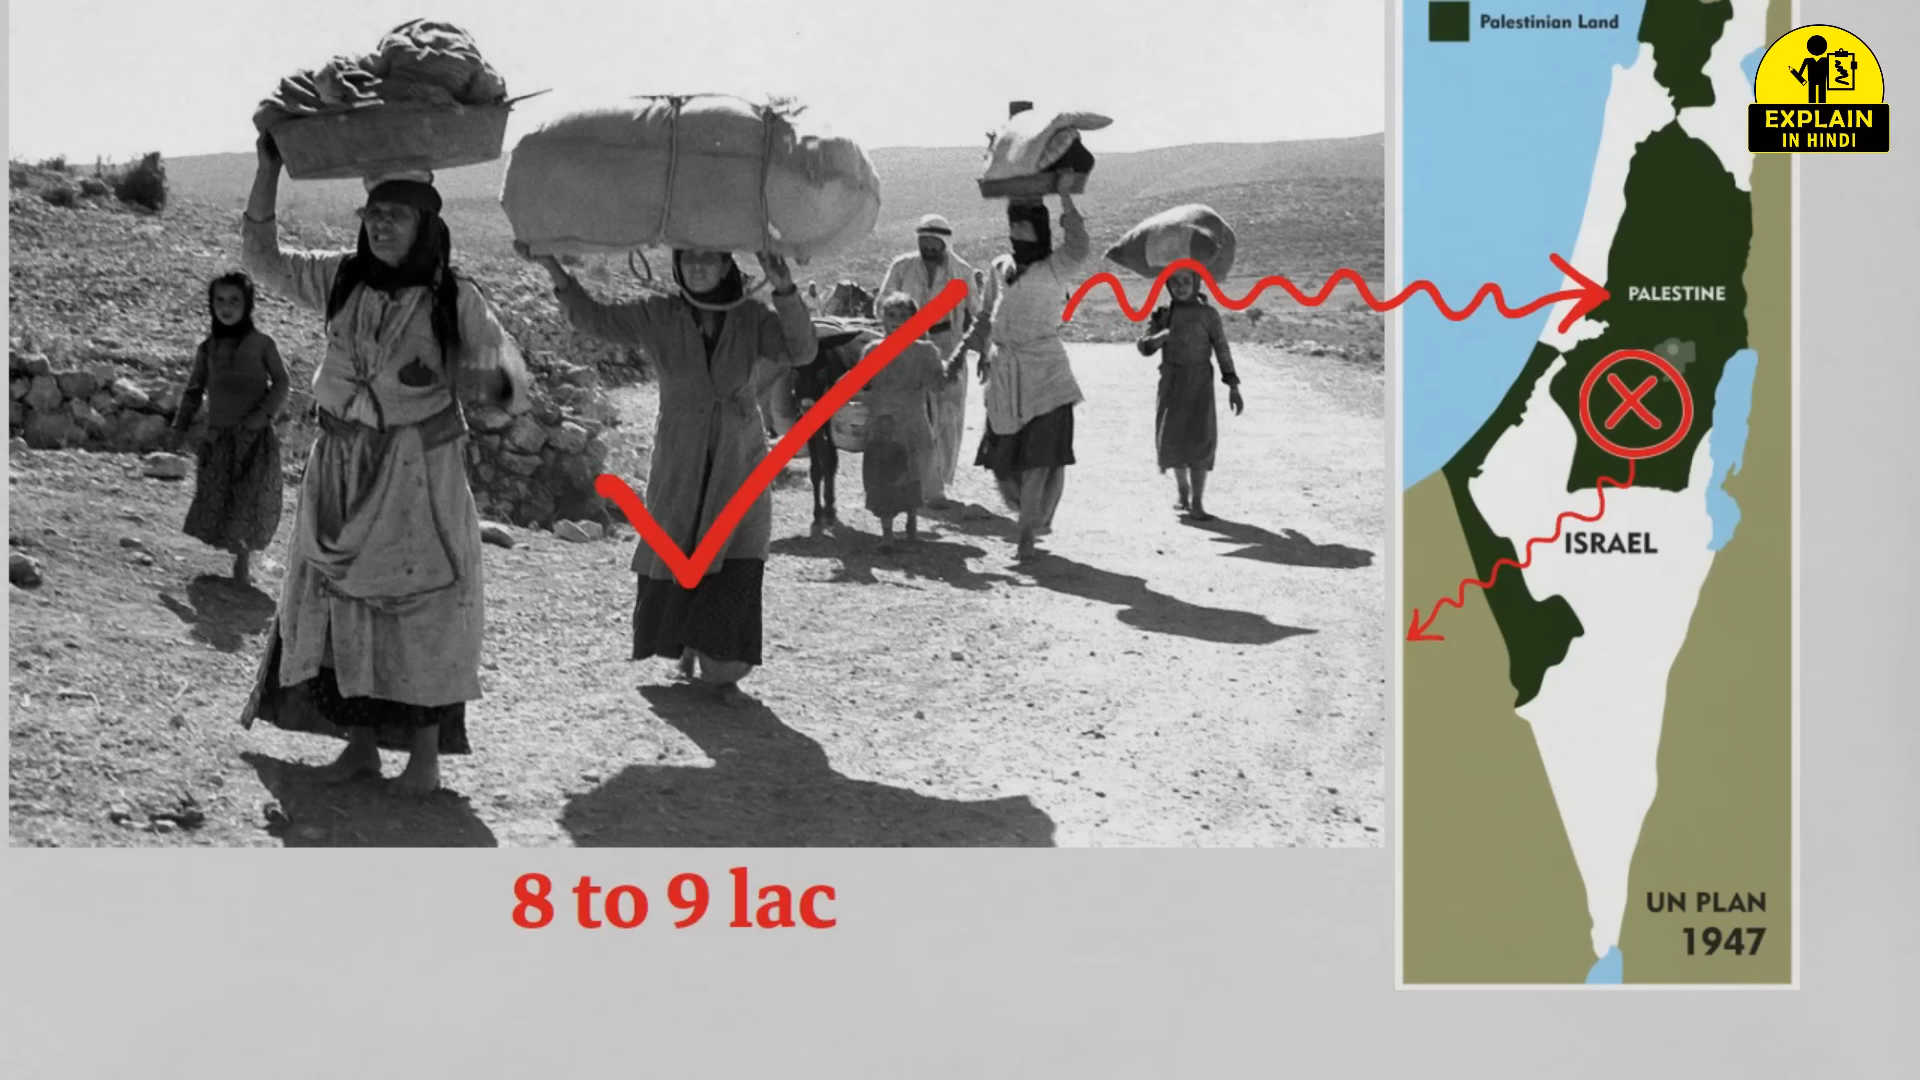 Palestinian Land
EXPLAIN
IN HINDI
PALESTINE
ISRAEL
8 to 9 lac
UN PLAN
1947